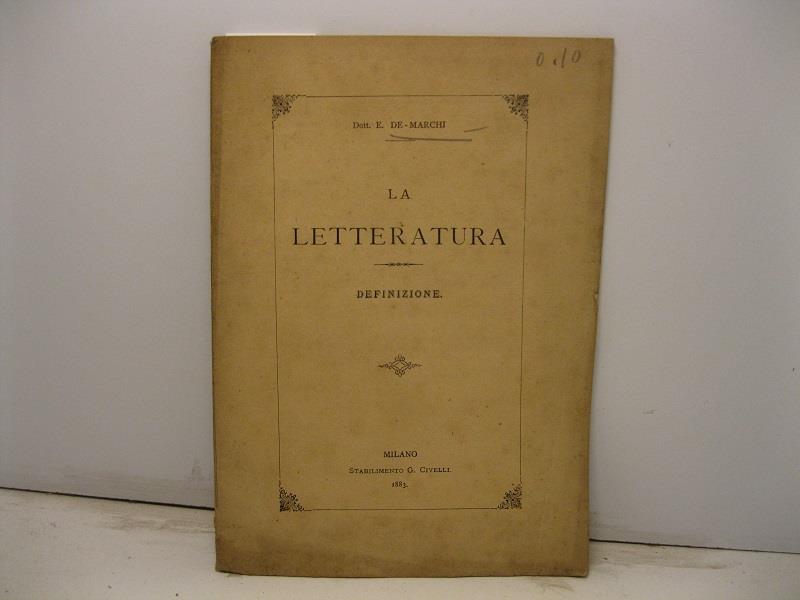 0.10
Dott. E. DE-MARCHI
LA
LETTERATURA
DEFINIZIONE.
MILANO
STABILIMENTO G. CIVELLI.
1883.